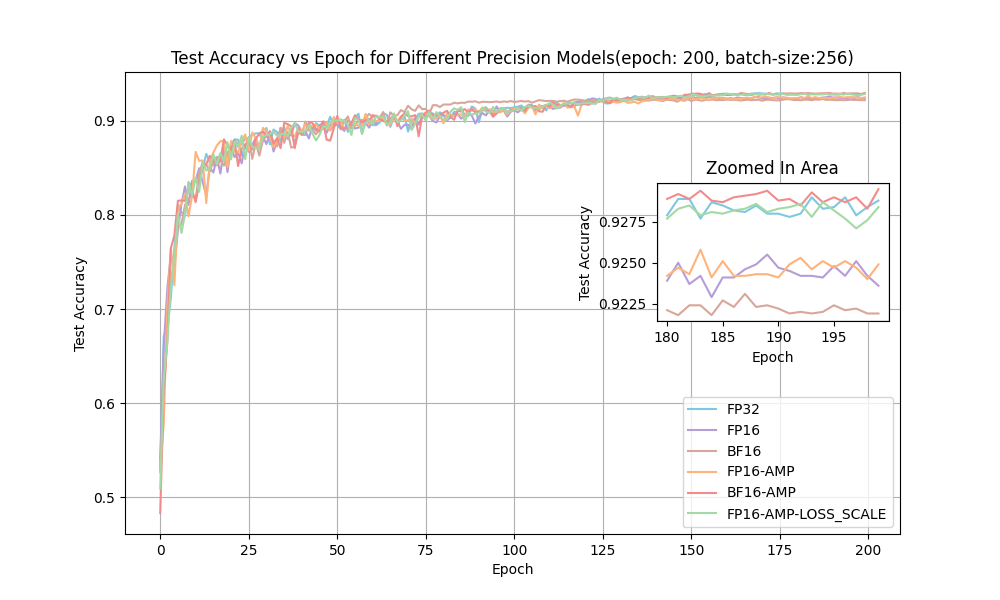 Test Accuracy vs Epoch for Different Precision Models(epoch: 200, batch-size:256)
Test Accuracy
0.9
0.8
0.7
0.6
0.5
0
25
50
75
100
125
150
175
200
Epoch
Zoomed In Area
Test Accuracy
0.9275
0.9250
0.9225
180
185
190
195
Epoch
FP32
FP16
BF16
FP16-AMP
BF16-AMP
FP16-AMP-LOSS_SCALE